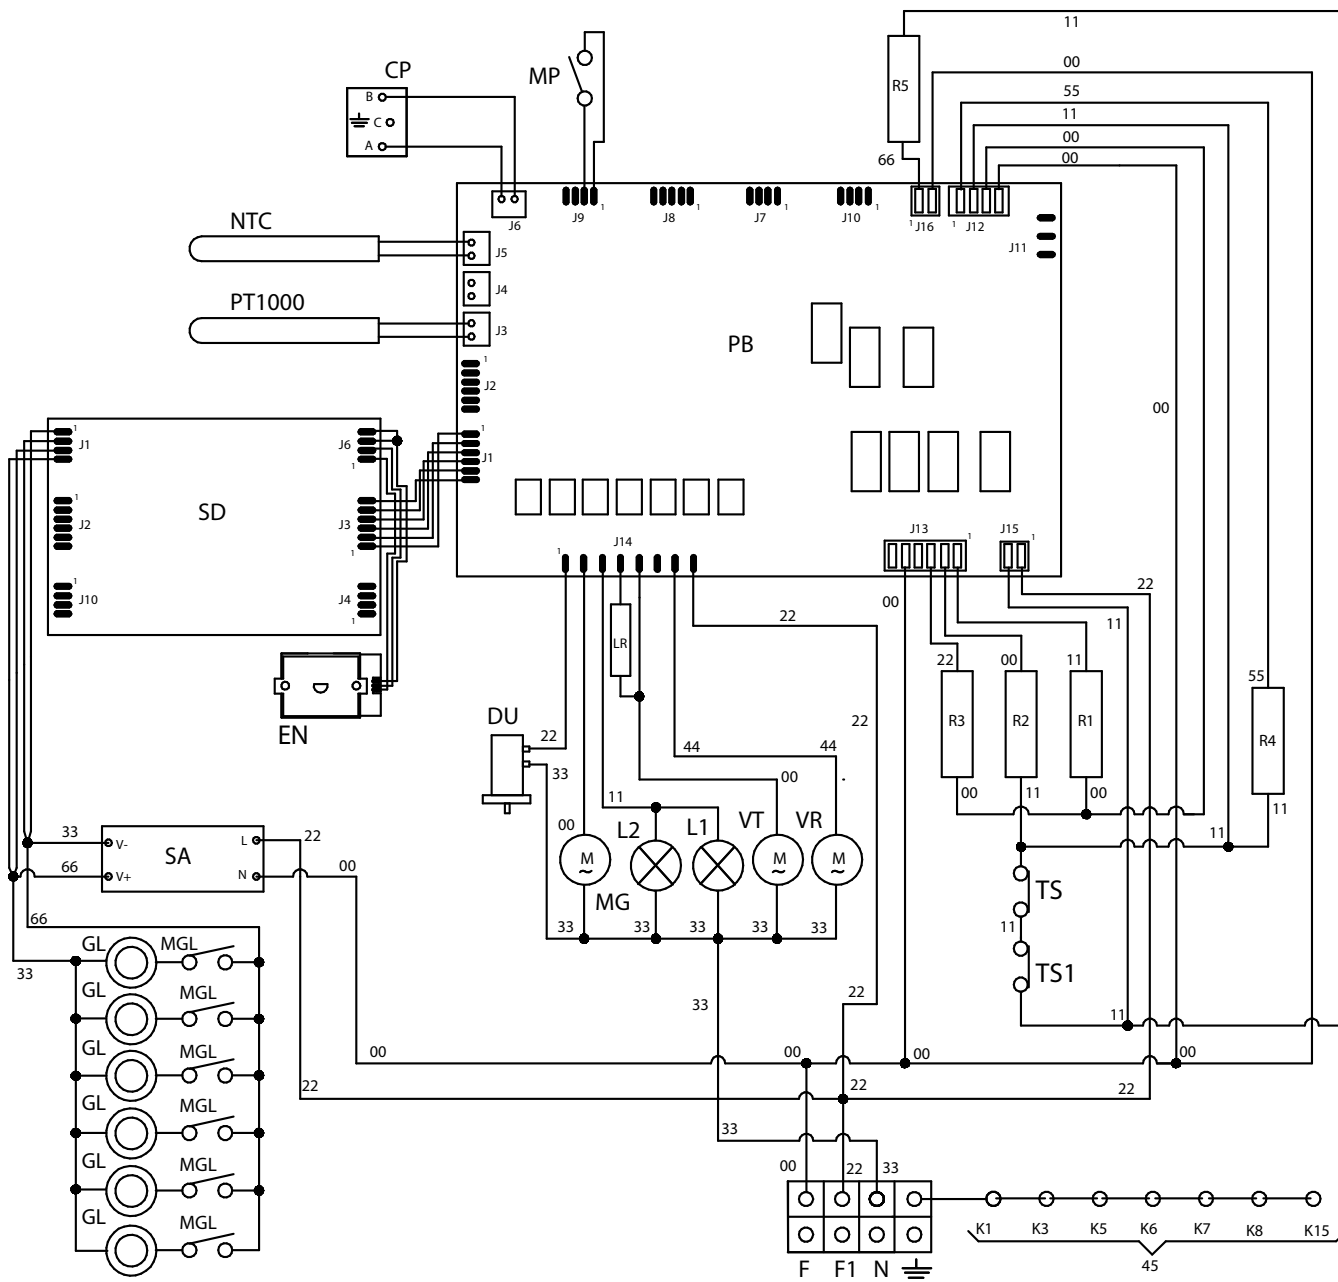 11
00
CP
MP
R5
55
B
11
C
00
A
66
00
NTC
J6
J9
1
J8
1
J7
1
J10
1
1
J16
1
J12
J5
J11
J4
PT1000
J3
PB
1
J2
00
1
J1
J6
1
1
J1
1
J2
SD
J3
1
1
J14
J13
1
J15
1
1
J10
J4
1
00
22
22
11
LR
22
00
11
55
EN
DU
22
33
44
44
22
R3
R2
R1
R4
00
11
00
11
00
11
33
V-
SA
L
22
00
L2
L1
VT
VR
11
66
V+
N
00
M
~
M
~
M
~
TS
MG
66
33
33
33
33
33
11
GL
MGL
33
TS1
GL
MGL
33
22
11
GL
MGL
00
00
00
00
GL
MGL
22
22
22
33
GL
MGL
00
22
33
GL
MGL
K1
K3
K5
K6
K7
K8
K15
F
F1
N
45